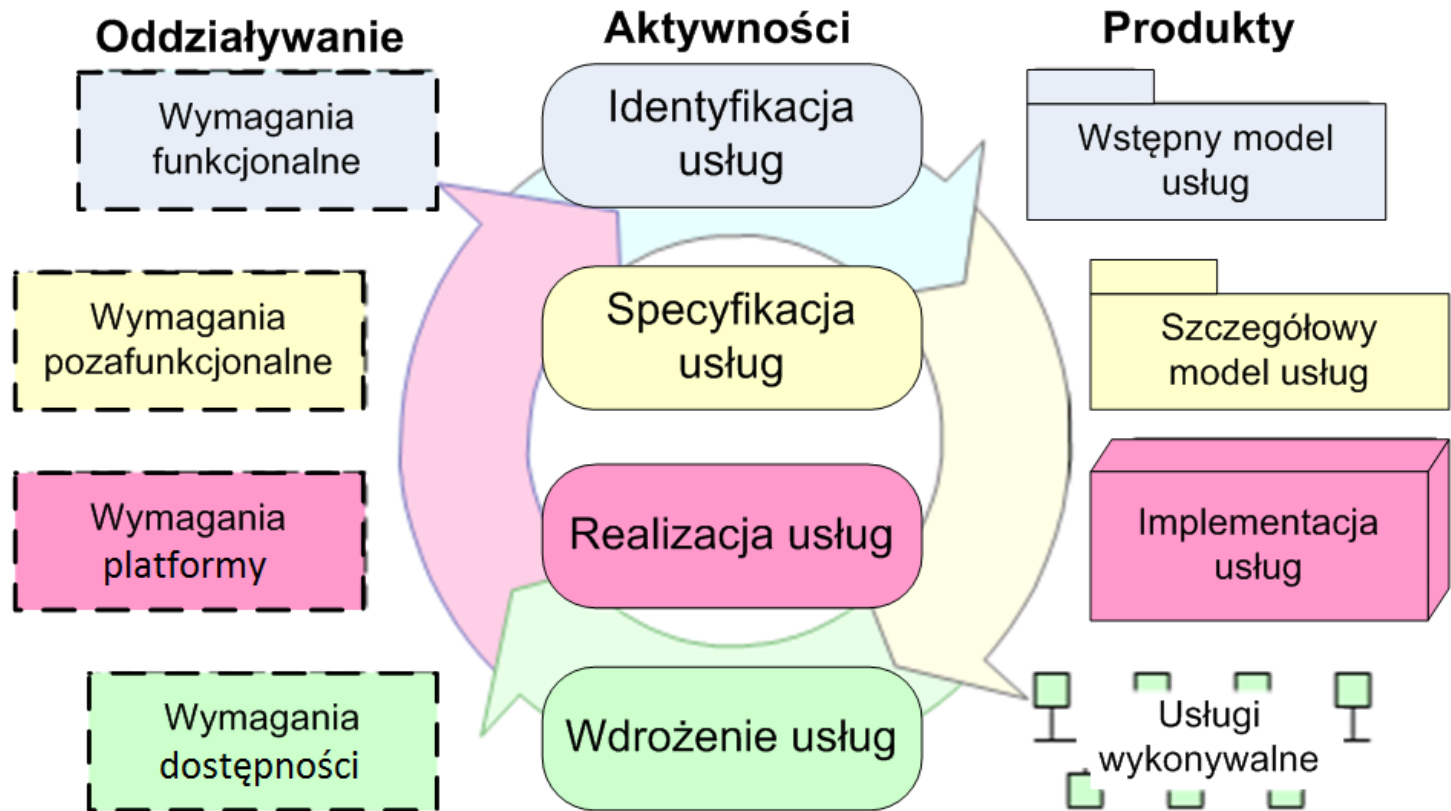 Oddziaływanie
Aktywności
Produkty
Wymagania
funkcjonalne
Identyfikacja
usług
Wstępny model
usług
Wymagania
pozafunkcjonalne
Specyfikacja
usług
Szczegółowy
model usług
Wymagania
platformy
Realizacja usług
Implementacja
usług
Wymagania
dostępności
Wdrożenie usług
Usługi
wykonywalne